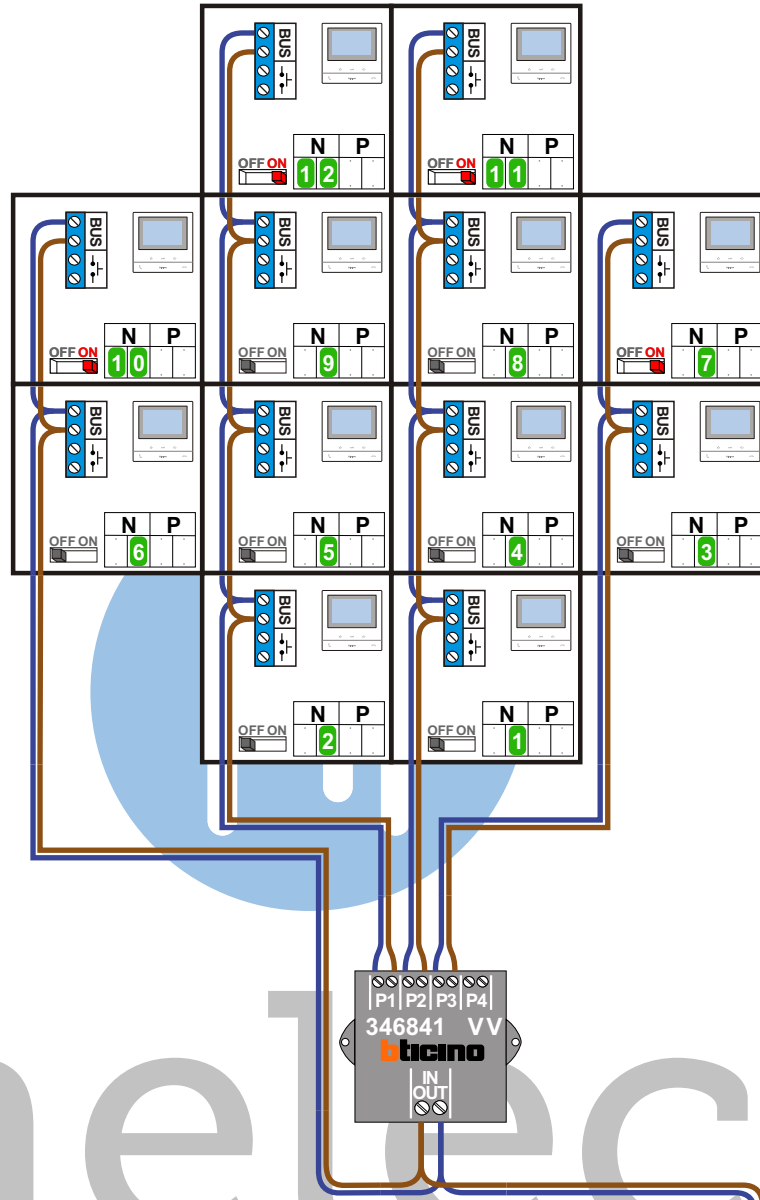 BUS
BUS
N P
N P
OFF ON 1 2
OFF ON 1 1
BUS
BUS
BUS
BUS
N P
N P
N P
N P
OFF ON 1 0
OFF ON 9
OFF ON 8
OFF ON 7
BUS
BUS
BUS
BUS
N P
N P
N P
N P
OFF ON 6
OFF ON 5
OFF ON 4
OFF ON 3
BUS
BUS
N P
N P
OFF ON 2
OFF ON 1
P1 P2 P3 P4
346841 V V
bticino
IN
OUT
nelec